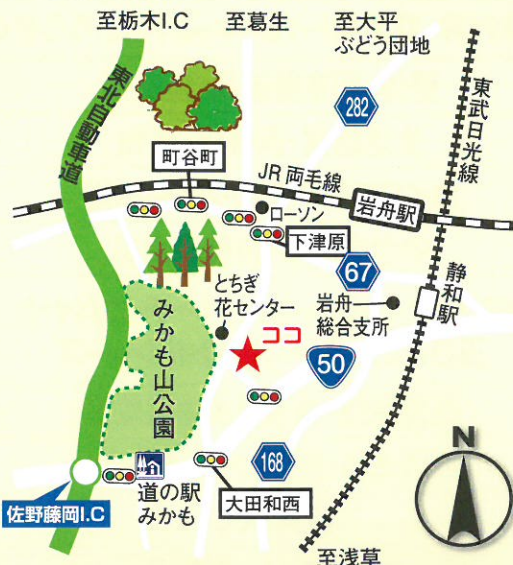 至栃木I.C
至葛生
至大平
ぶどう団地
東北自動車道
282
東武日光線
町谷町
JR両毛線
岩舟駅
ローソン
下津原
67
静和駅
とちぎ
花センター
岩舟
総合支所
ココ
みかも山公園
50
N
168
佐野藤岡I.C
道の駅
みかも
大田和西
至浅草